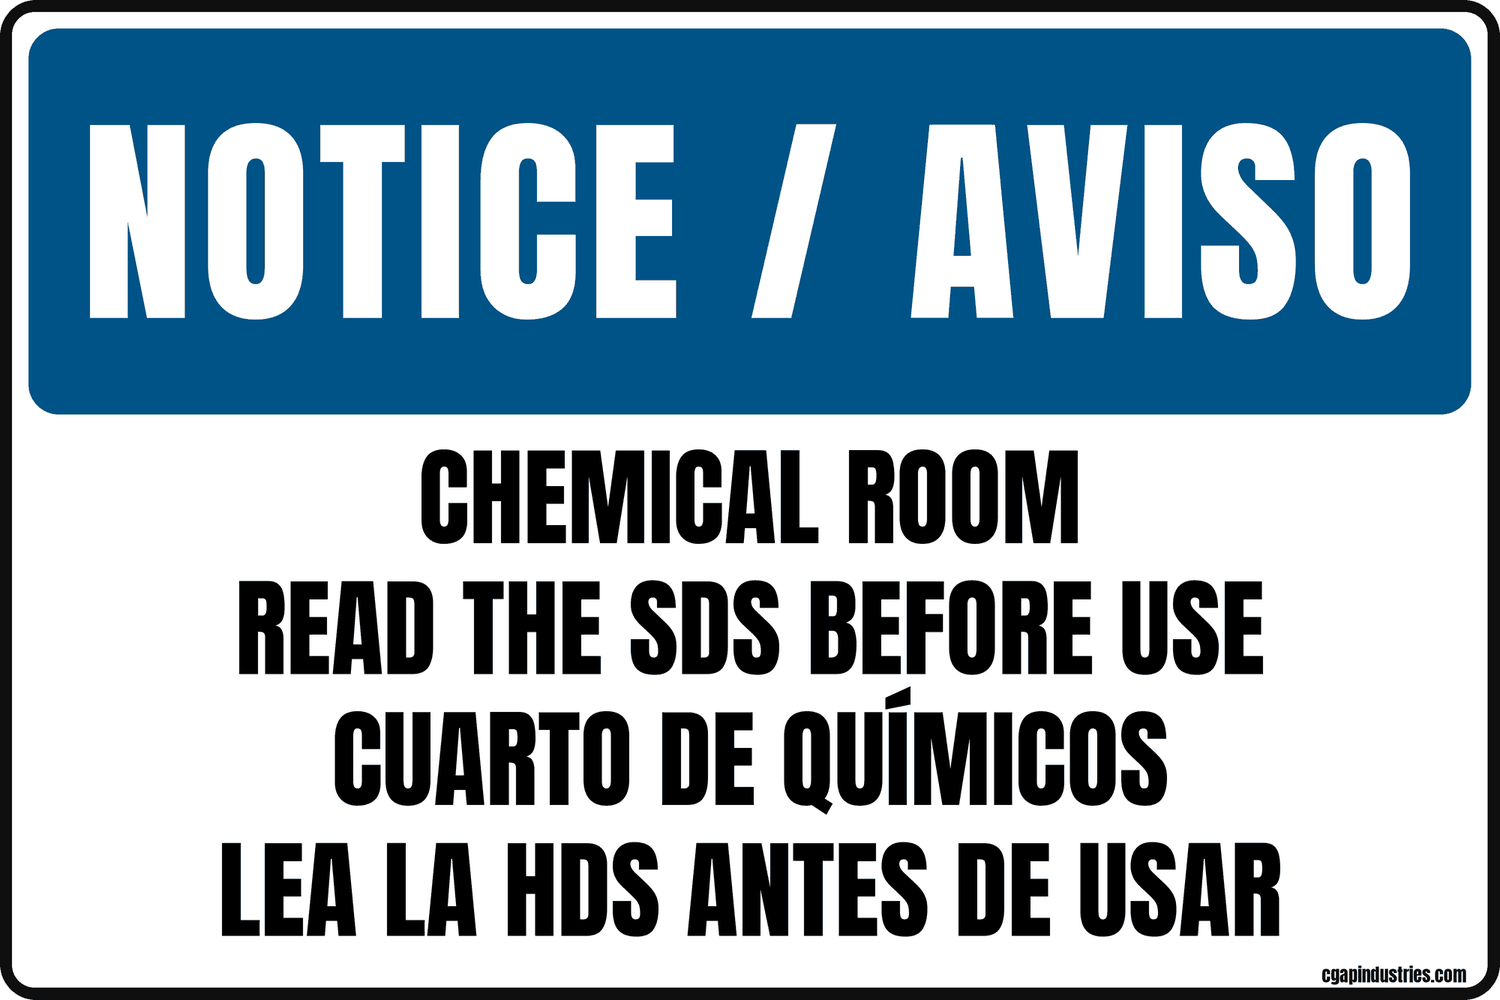 NOTICE / AVISO
CHEMICAL ROOM
READ THE SDS BEFORE USE
CUARTO DE QUÍMICOS
LEA LA HDS ANTES DE USAR
cgapindustries.com